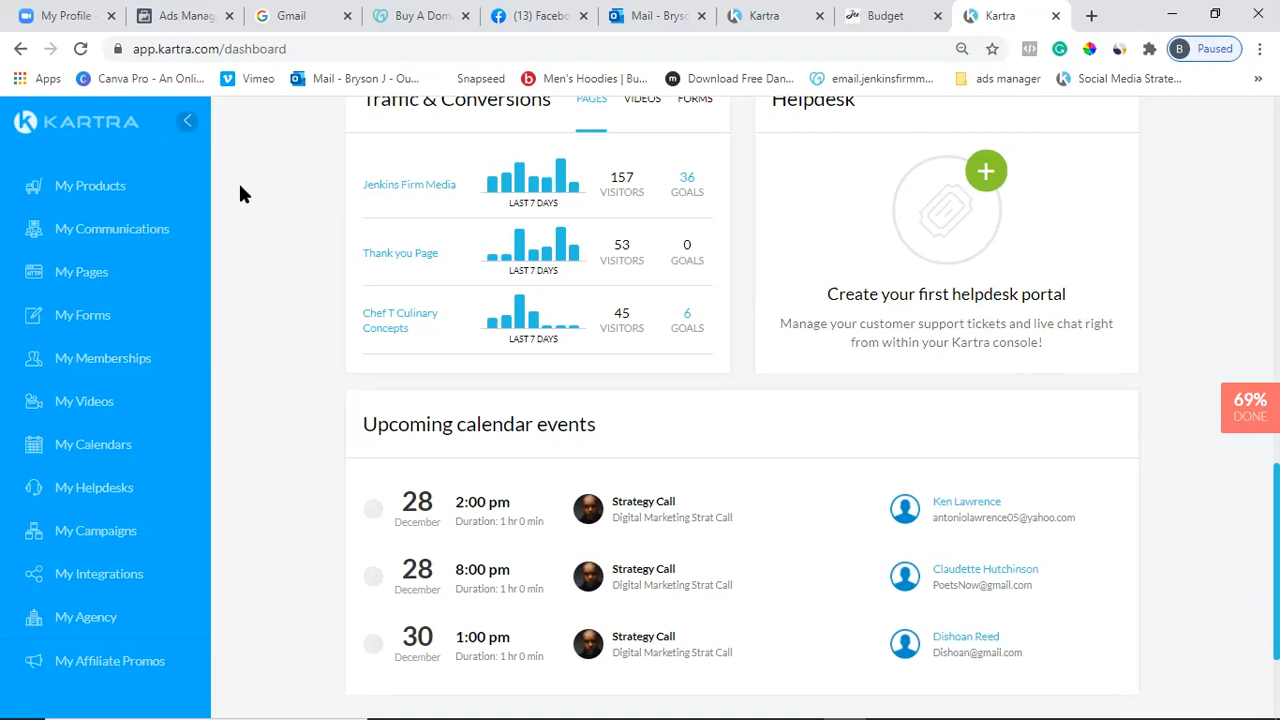 My Profile -
Ads Manag
Gmail
Buy A Dom
(13) Facebo
Mail - Bryso
Kartra
Budget
Kartra
app.kartra.com/dashboard
B Paused
Apps
Canva Pro - An Onli...
Vimeo
Mail - Bryson J - Ou...
Snapseed
Men's Hoodies | Bu...
Download Free Dan...
email.jenkinsfirmm...
ads manager
Social Media Strate...
»
KARTRA
My Products
My Communications
My Pages
My Forms
My Memberships
My Videos
My Calendars
My Helpdesks
My Campaigns
My Integrations
My Agency
My Affiliate Promos
Traffic & Conversions
PAGES
VIDEOS
FORMS
Jenkins Firm Media
LAST 7 DAYS
157
VISITORS
36
GOALS
Thank you Page
LAST 7 DAYS
53
VISITORS
0
GOALS
Chef T Culinary
Concepts
LAST 7 DAYS
45
VISITORS
6
GOALS
Helpdesk
Create your first helpdesk portal
Manage your customer support tickets and live chat right
from within your Kartra console!
69%
DONE
Upcoming calendar events
28
December
2:00 pm
Duration: 1 hr 0 min
Strategy Call
Digital Marketing Strat Call
Ken Lawrence
antoniolawrence05@yahoo.com
28
December
8:00 pm
Duration: 1 hr 0 min
Strategy Call
Digital Marketing Strat Call
Claudette Hutchinson
PoetsNow@gmail.com
30
December
1:00 pm
Duration: 1 hr 0 min
Strategy Call
Digital Marketing Strat Call
Dishoan Reed
Dishoan@gmail.com